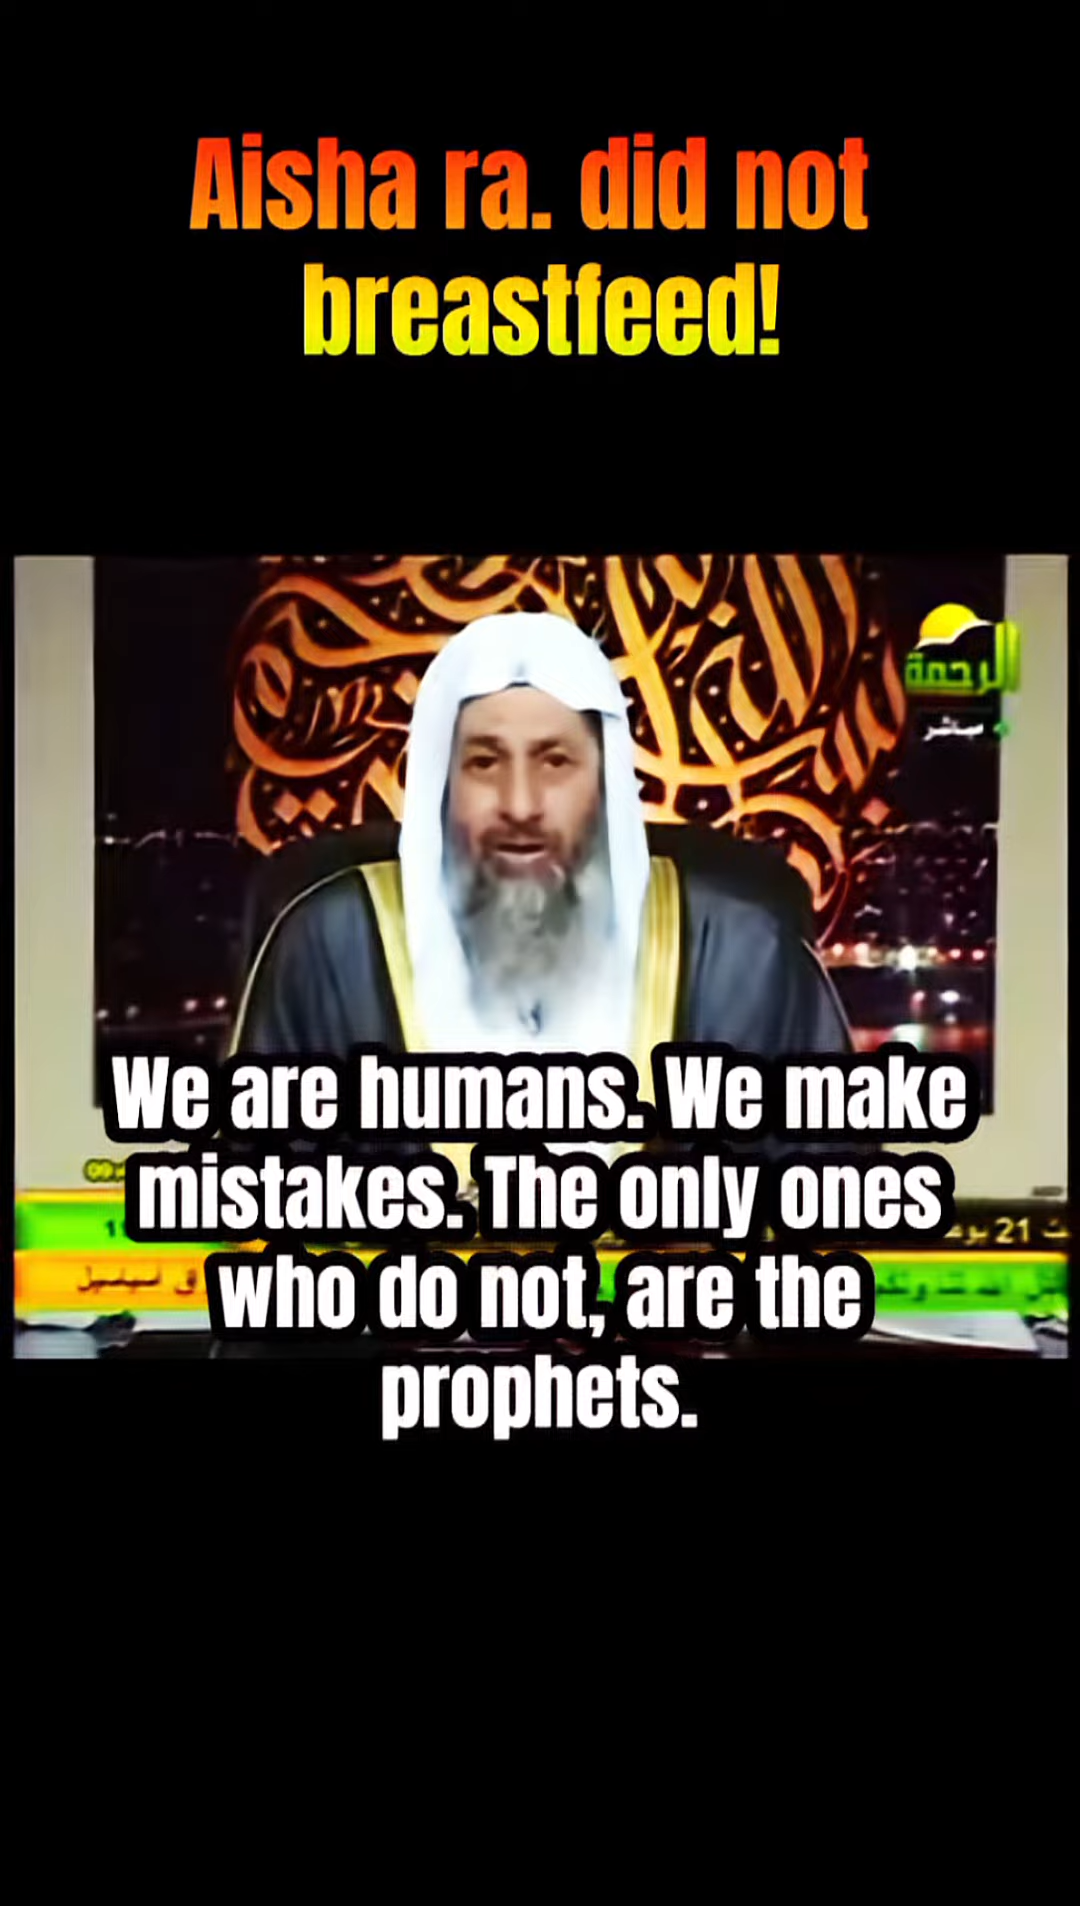 Aisha ra. did not
breastfeed!
الرحمة
مباشر
We are humans. We make
mistakes. The only ones
who do not, are the
prophets.